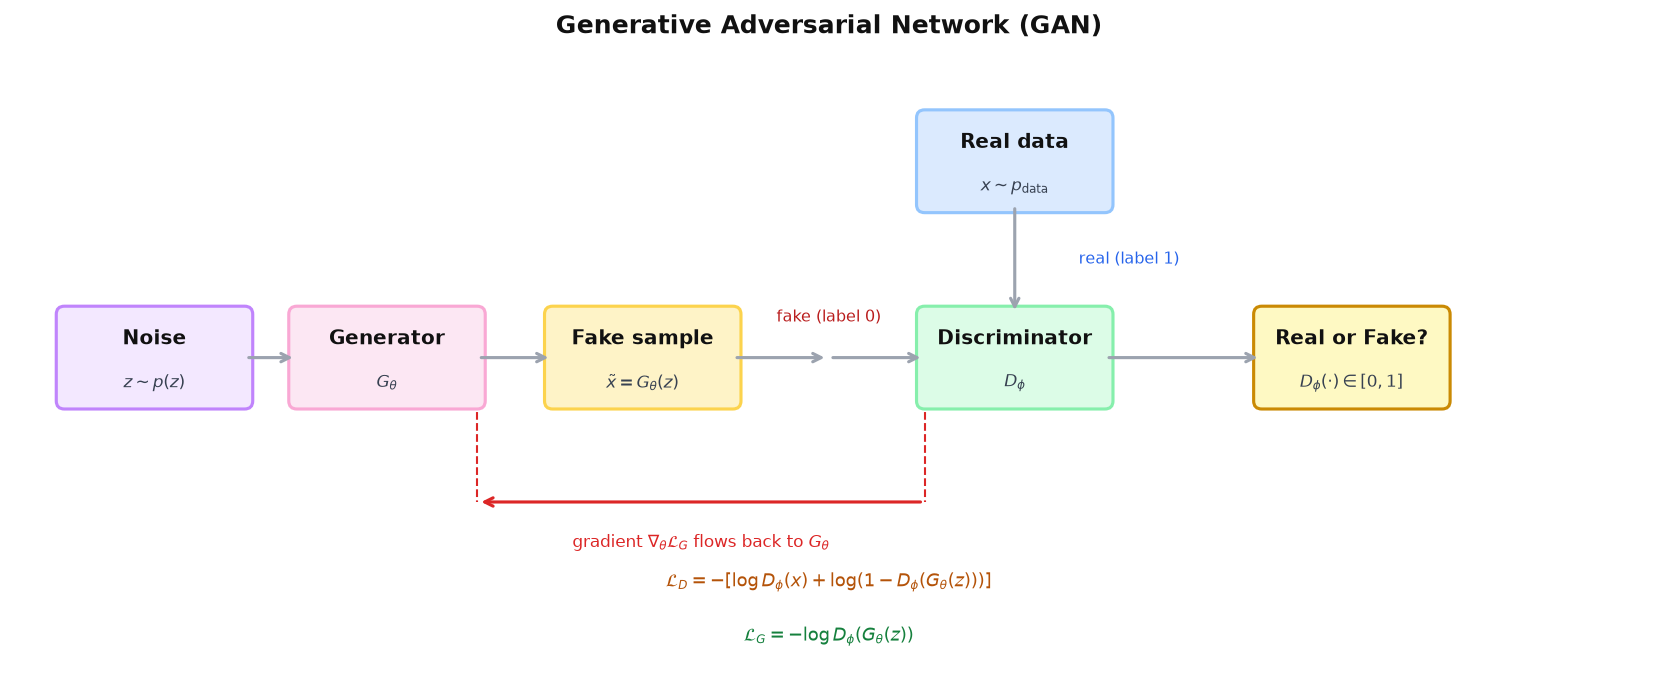 Generative Adversarial Network (GAN)
Real data
x ∼ p_data
real (label 1)
fake (label 0)
Noise
z ∼ p(z)
Generator
G_θ
Fake sample
x̃ = G_θ(z)
Discriminator
D_ϕ
Real or Fake?
D_ϕ(·) ∈ [0, 1]
gradient ∇_θ ℒ_G flows back to G_θ
ℒ_D = −[log D_ϕ(x) + log(1 − D_ϕ(G_θ(z)))]
ℒ_G = −log D_ϕ(G_θ(z))